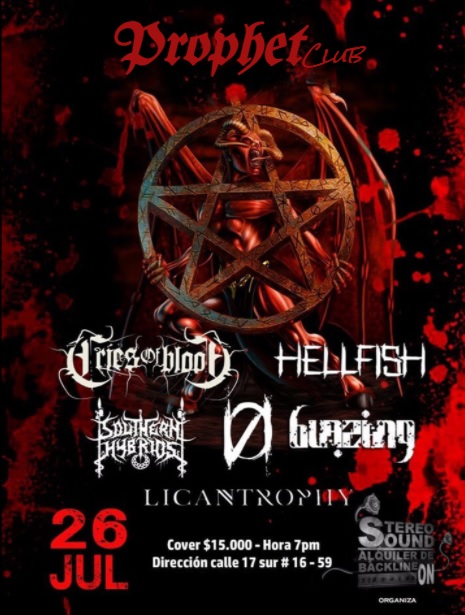 Prophet CLUB
Cries of blood
HELLFISH
SOUTHERN
HYBRIDS
LICANTROPHY
26
JUL
Cover $15.000 - Hora 7pm
Dirección calle 17 sur # 16 - 59
STEREO
SOUND
ALQUILER DE
BACKLINE
ON
ORGANIZA